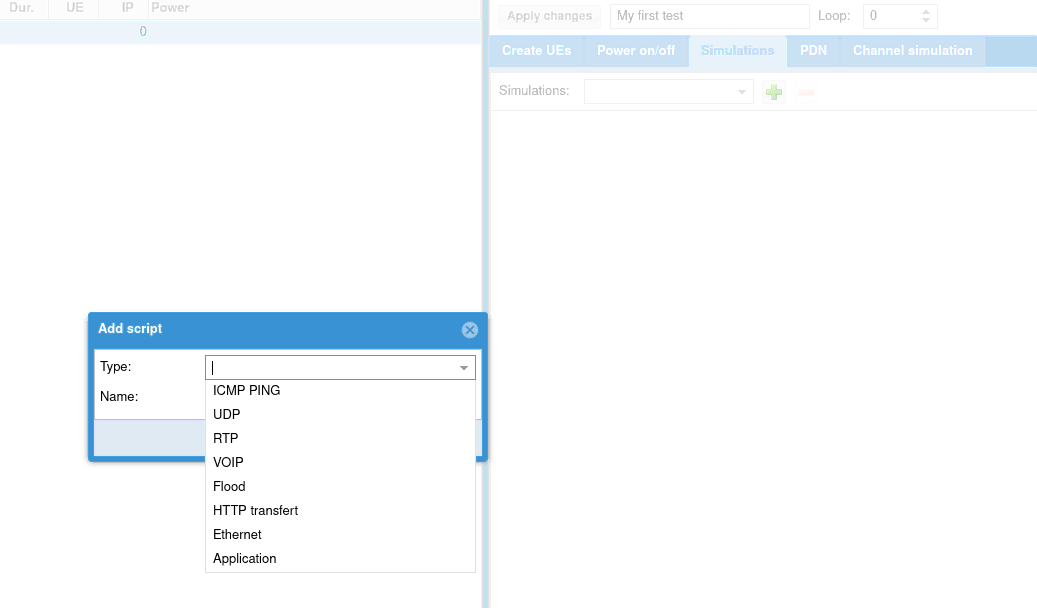 Dur. UE IP Power
0
Apply changes My first test Loop: 0
Create UEs Power on/off Simulations PDN Channel simulation
Simulations:
Add script
Type:
Name:
ICMP PING
UDP
RTP
VOIP
Flood
HTTP transfert
Ethernet
Application